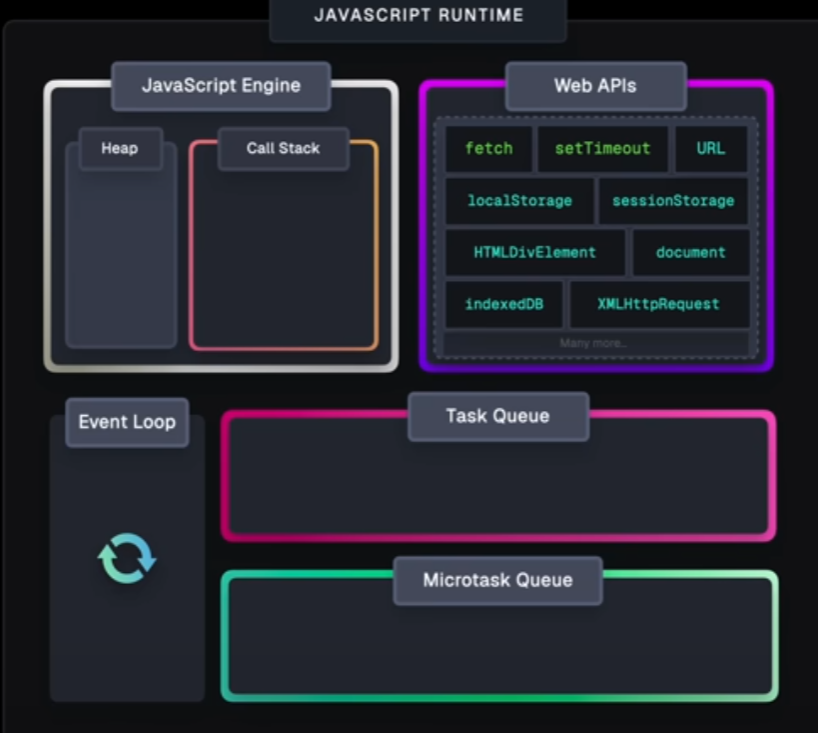 JAVASCRIPT RUNTIME
JavaScript Engine
Web APIs
Heap
Call Stack
fetch
setTimeout
URL
localStorage
sessionStorage
HTMLDivElement
document
indexedDB
XMLHttpRequest
Many more..
Event Loop
Task Queue
Microtask Queue